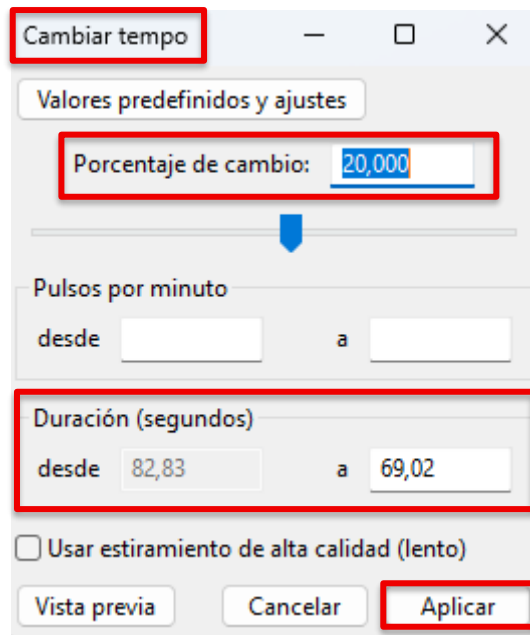 Cambiar tempo
Valores predefinidos y ajustes
Porcentaje de cambio: 20,000
Pulsos por minuto
desde a
Duración (segundos)
desde 82,83 a 69,02
Usar estiramiento de alta calidad (lento)
Vista previa Cancelar Aplicar